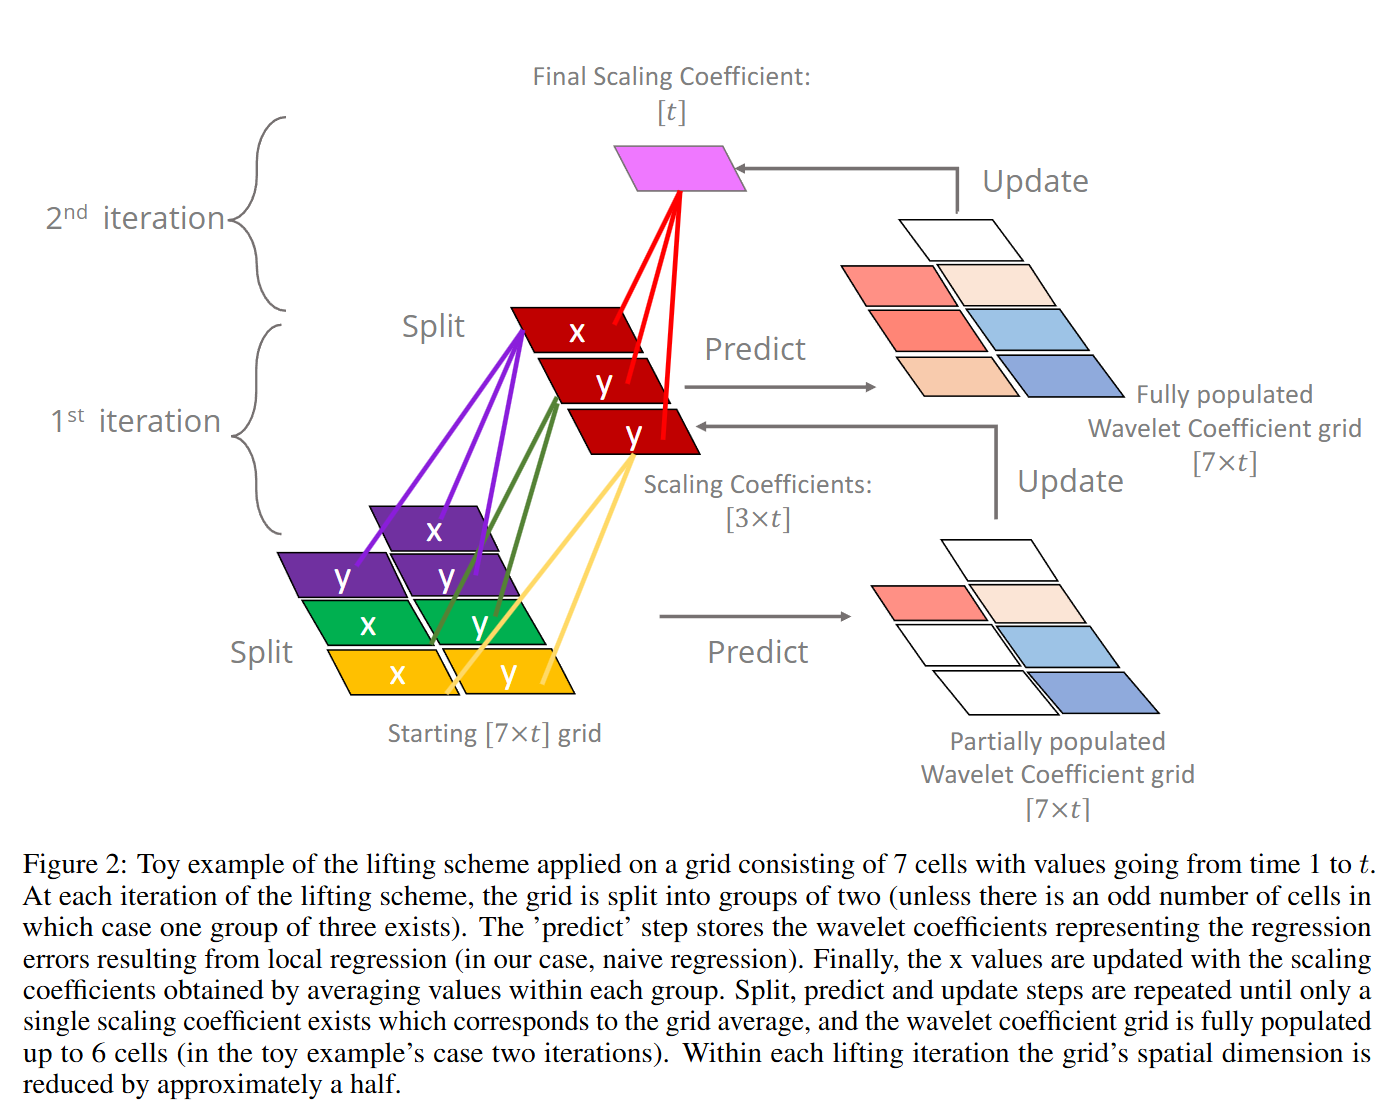 Final Scaling Coefficient:
[t]
Update
2nd iteration
Split
x
Predict
y
Fully populated
1st iteration
Wavelet Coefficient grid
y
[7×t]
Scaling Coefficients:
Update
[3×t]
x
y y
x y
Split
Predict
x y
Starting [7×t] grid
Partially populated
Wavelet Coefficient grid
[7×t]
Figure 2: Toy example of the lifting scheme applied on a grid consisting of 7 cells with values going from time 1 to t.
At each iteration of the lifting scheme, the grid is split into groups of two (unless there is an odd number of cells in
which case one group of three exists). The ’predict’ step stores the wavelet coefficients representing the regression
errors resulting from local regression (in our case, naive regression). Finally, the x values are updated with the scaling
coefficients obtained by averaging values within each group. Split, predict and update steps are repeated until only a
single scaling coefficient exists which corresponds to the grid average, and the wavelet coefficient grid is fully populated
up to 6 cells (in the toy example’s case two iterations). Within each lifting iteration the grid’s spatial dimension is
reduced by approximately a half.